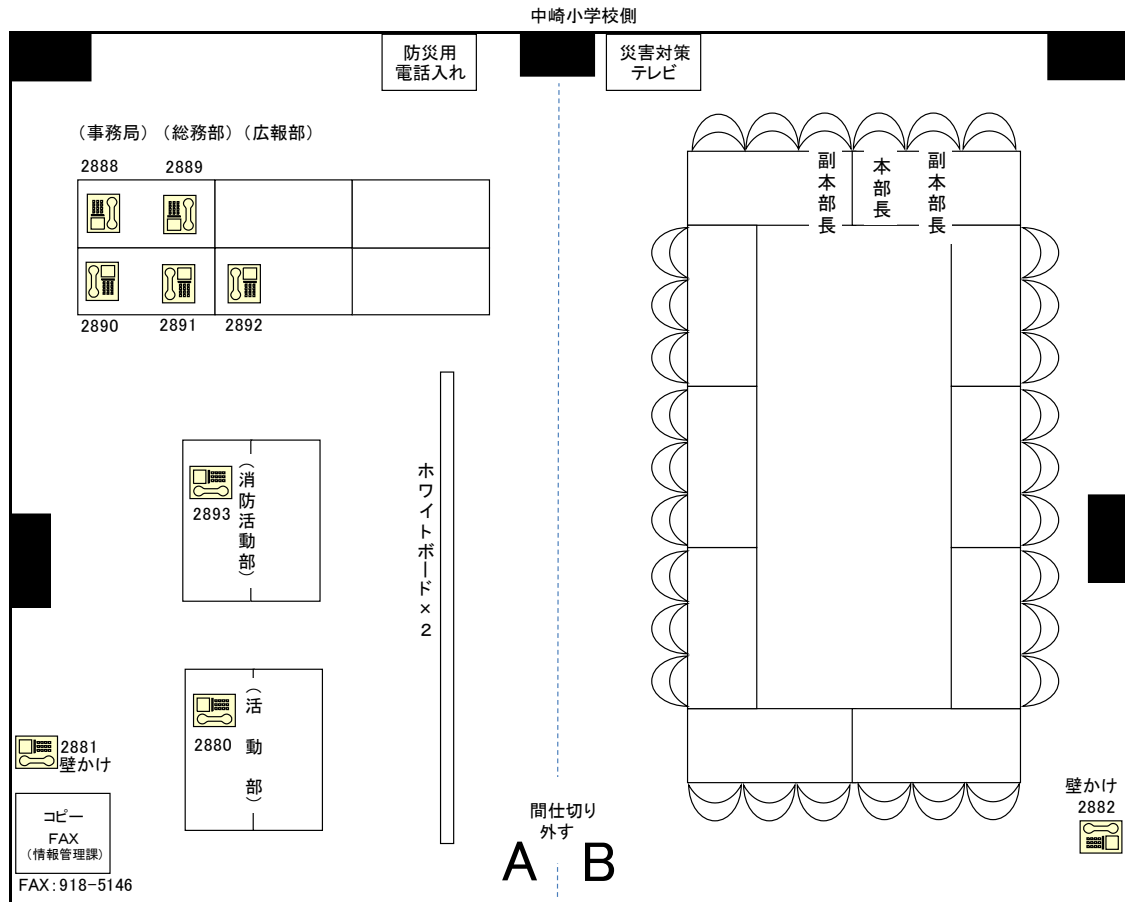 中崎小学校側
防災用
電話入れ
災害対策
テレビ
（事務局）（総務部）（広報部）
2888
2889
2890
2891
2892
副本部長
本部長
副本部長
（消防活動部）
2893
ホワイトボード×２
（活動部）
2880
2881
壁かけ
コピー
FAX
（情報管理課）
FAX：918-5146
間仕切り
外す
A
B
壁かけ
2882